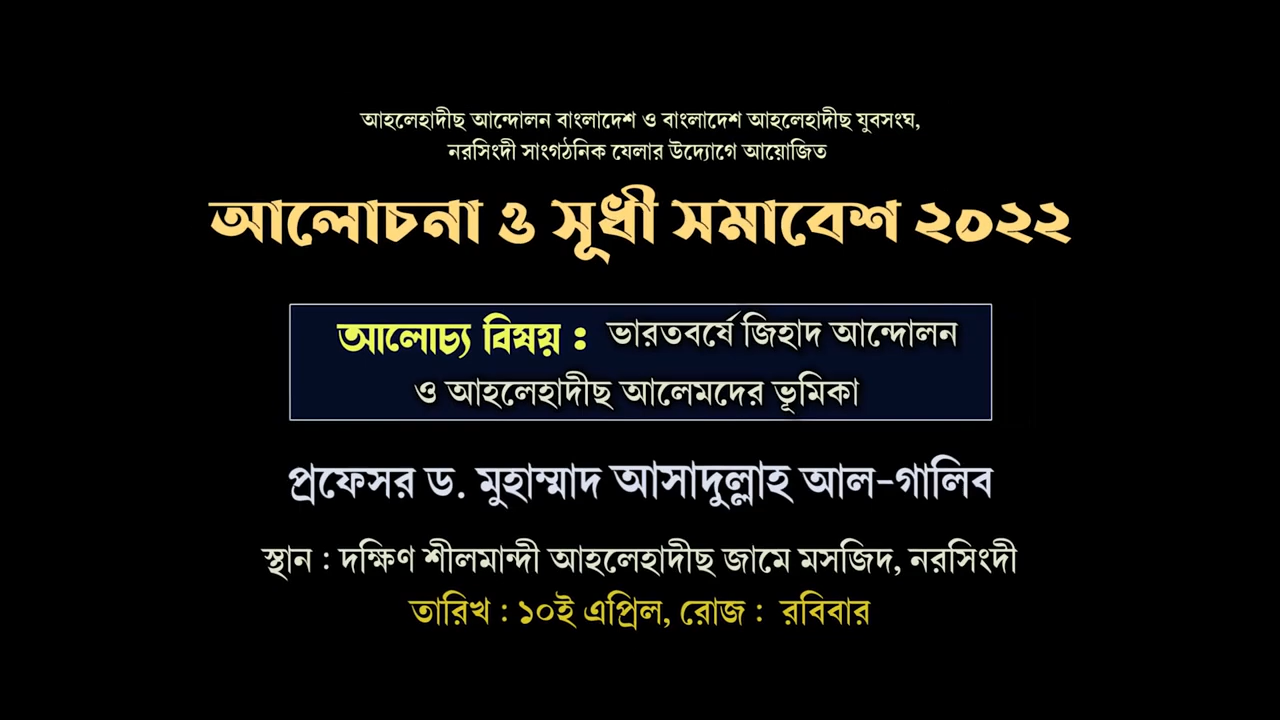 আহলেহাদীছ আন্দোলন বাংলাদেশ ও বাংলাদেশ আহলেহাদীছ যুবসংঘ,
নরসিংদী সাংগঠনিক যেলার উদ্যোগে আয়োজিত
আলোচনা ও সূধী সমাবেশ ২০২২
আলোচ্য বিষয় : ভারতবর্ষে জিহাদ আন্দোলন
ও আহলেহাদীছ আলেমদের ভূমিকা
প্রফেসর ড. মুহাম্মাদ আসাদুল্লাহ আল-গালিব
স্থান : দক্ষিণ শীলমান্দী আহলেহাদীছ জামে মসজিদ, নরসিংদী
তারিখ : ১০ই এপ্রিল, রোজ : রবিবার